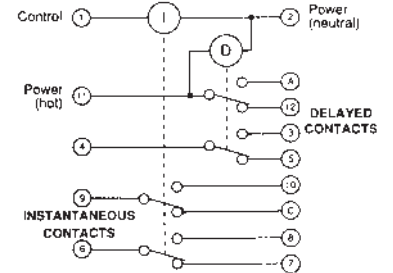 Control 1 I 2 Power
(neutral)
D
Power
(hot) 11 A
12
DELAYED
CONTACTS
3
4
5
10
9
INSTANTANEOUS
CONTACTS
C
8
6
7